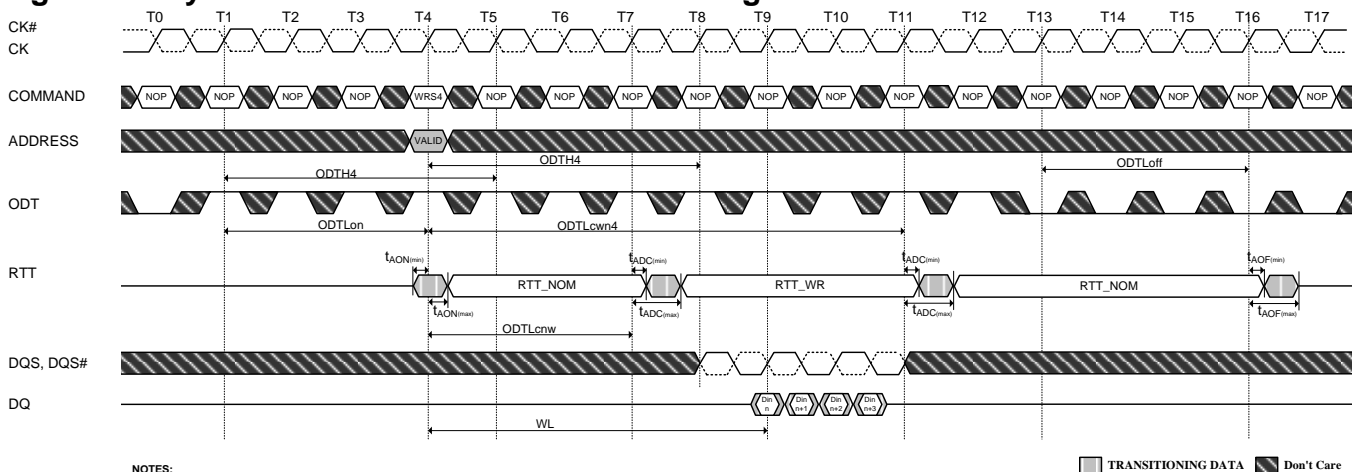 T0 T1 T2 T3 T4 T5 T6 T7 T8 T9 T10 T11 T12 T13 T14 T15 T16 T17
CK#
CK
COMMAND NOP NOP NOP NOP WRS4 NOP NOP NOP NOP NOP NOP NOP NOP NOP NOP NOP NOP NOP
ADDRESS VALID
ODTH4 ODTLoff
ODTH4
ODT
ODTLon ODTLcwn4
tAON(min) tADC(min) tADC(min) tAOF(min)
RTT RTT_NOM RTT_WR RTT_NOM
tAON(max) tADC(max) tADC(max) tAOF(max)
ODTLcnw
DQS, DQS#
DQ Din n Din n+1 Din n+2 Din n+3
WL
NOTES: TRANSITIONING DATA Don't Care